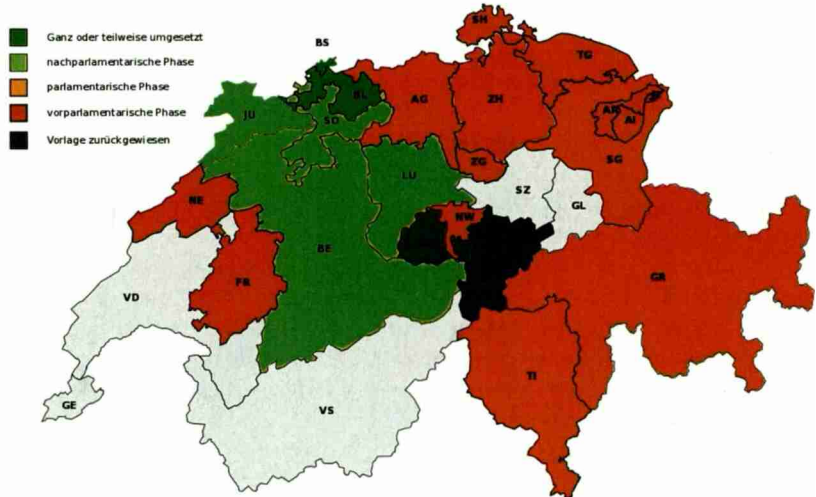 Ganz oder teilweise umgesetzt
nachparlamentarische Phase
parlamentarische Phase
vorparlamentarische Phase
Vorlage zurückgewiesen
SH
BS
TG
BL
AG
ZH
JU
SO
AR
AI
ZG
SG
LU
SZ
NE
GL
NW
BE
FR
GR
VD
TI
GE
VS